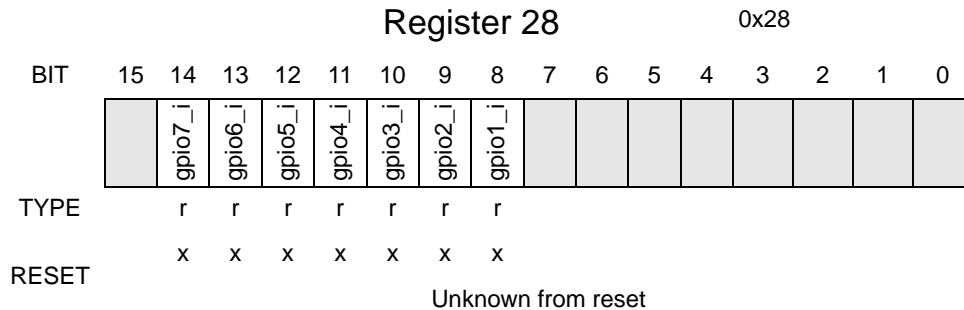 Register 28 0x28
BIT 15 14 13 12 11 10 9 8 7 6 5 4 3 2 1 0
gpio7_i gpio6_i gpio5_i gpio4_i gpio3_i gpio2_i gpio1_i
TYPE r r r r r r r
x x x x x x x
RESET
Unknown from reset